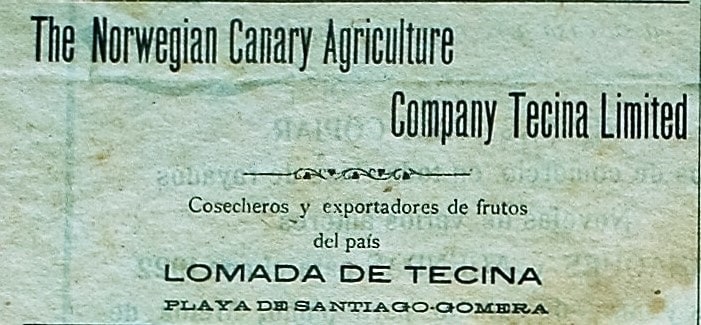 The Norwegian Canary Agriculture
Company Tecina Limited
Cosecheros y exportadores de frutos
del país
LOMADA DE TECINA
PLAYA DE SANTIAGO-GOMERA